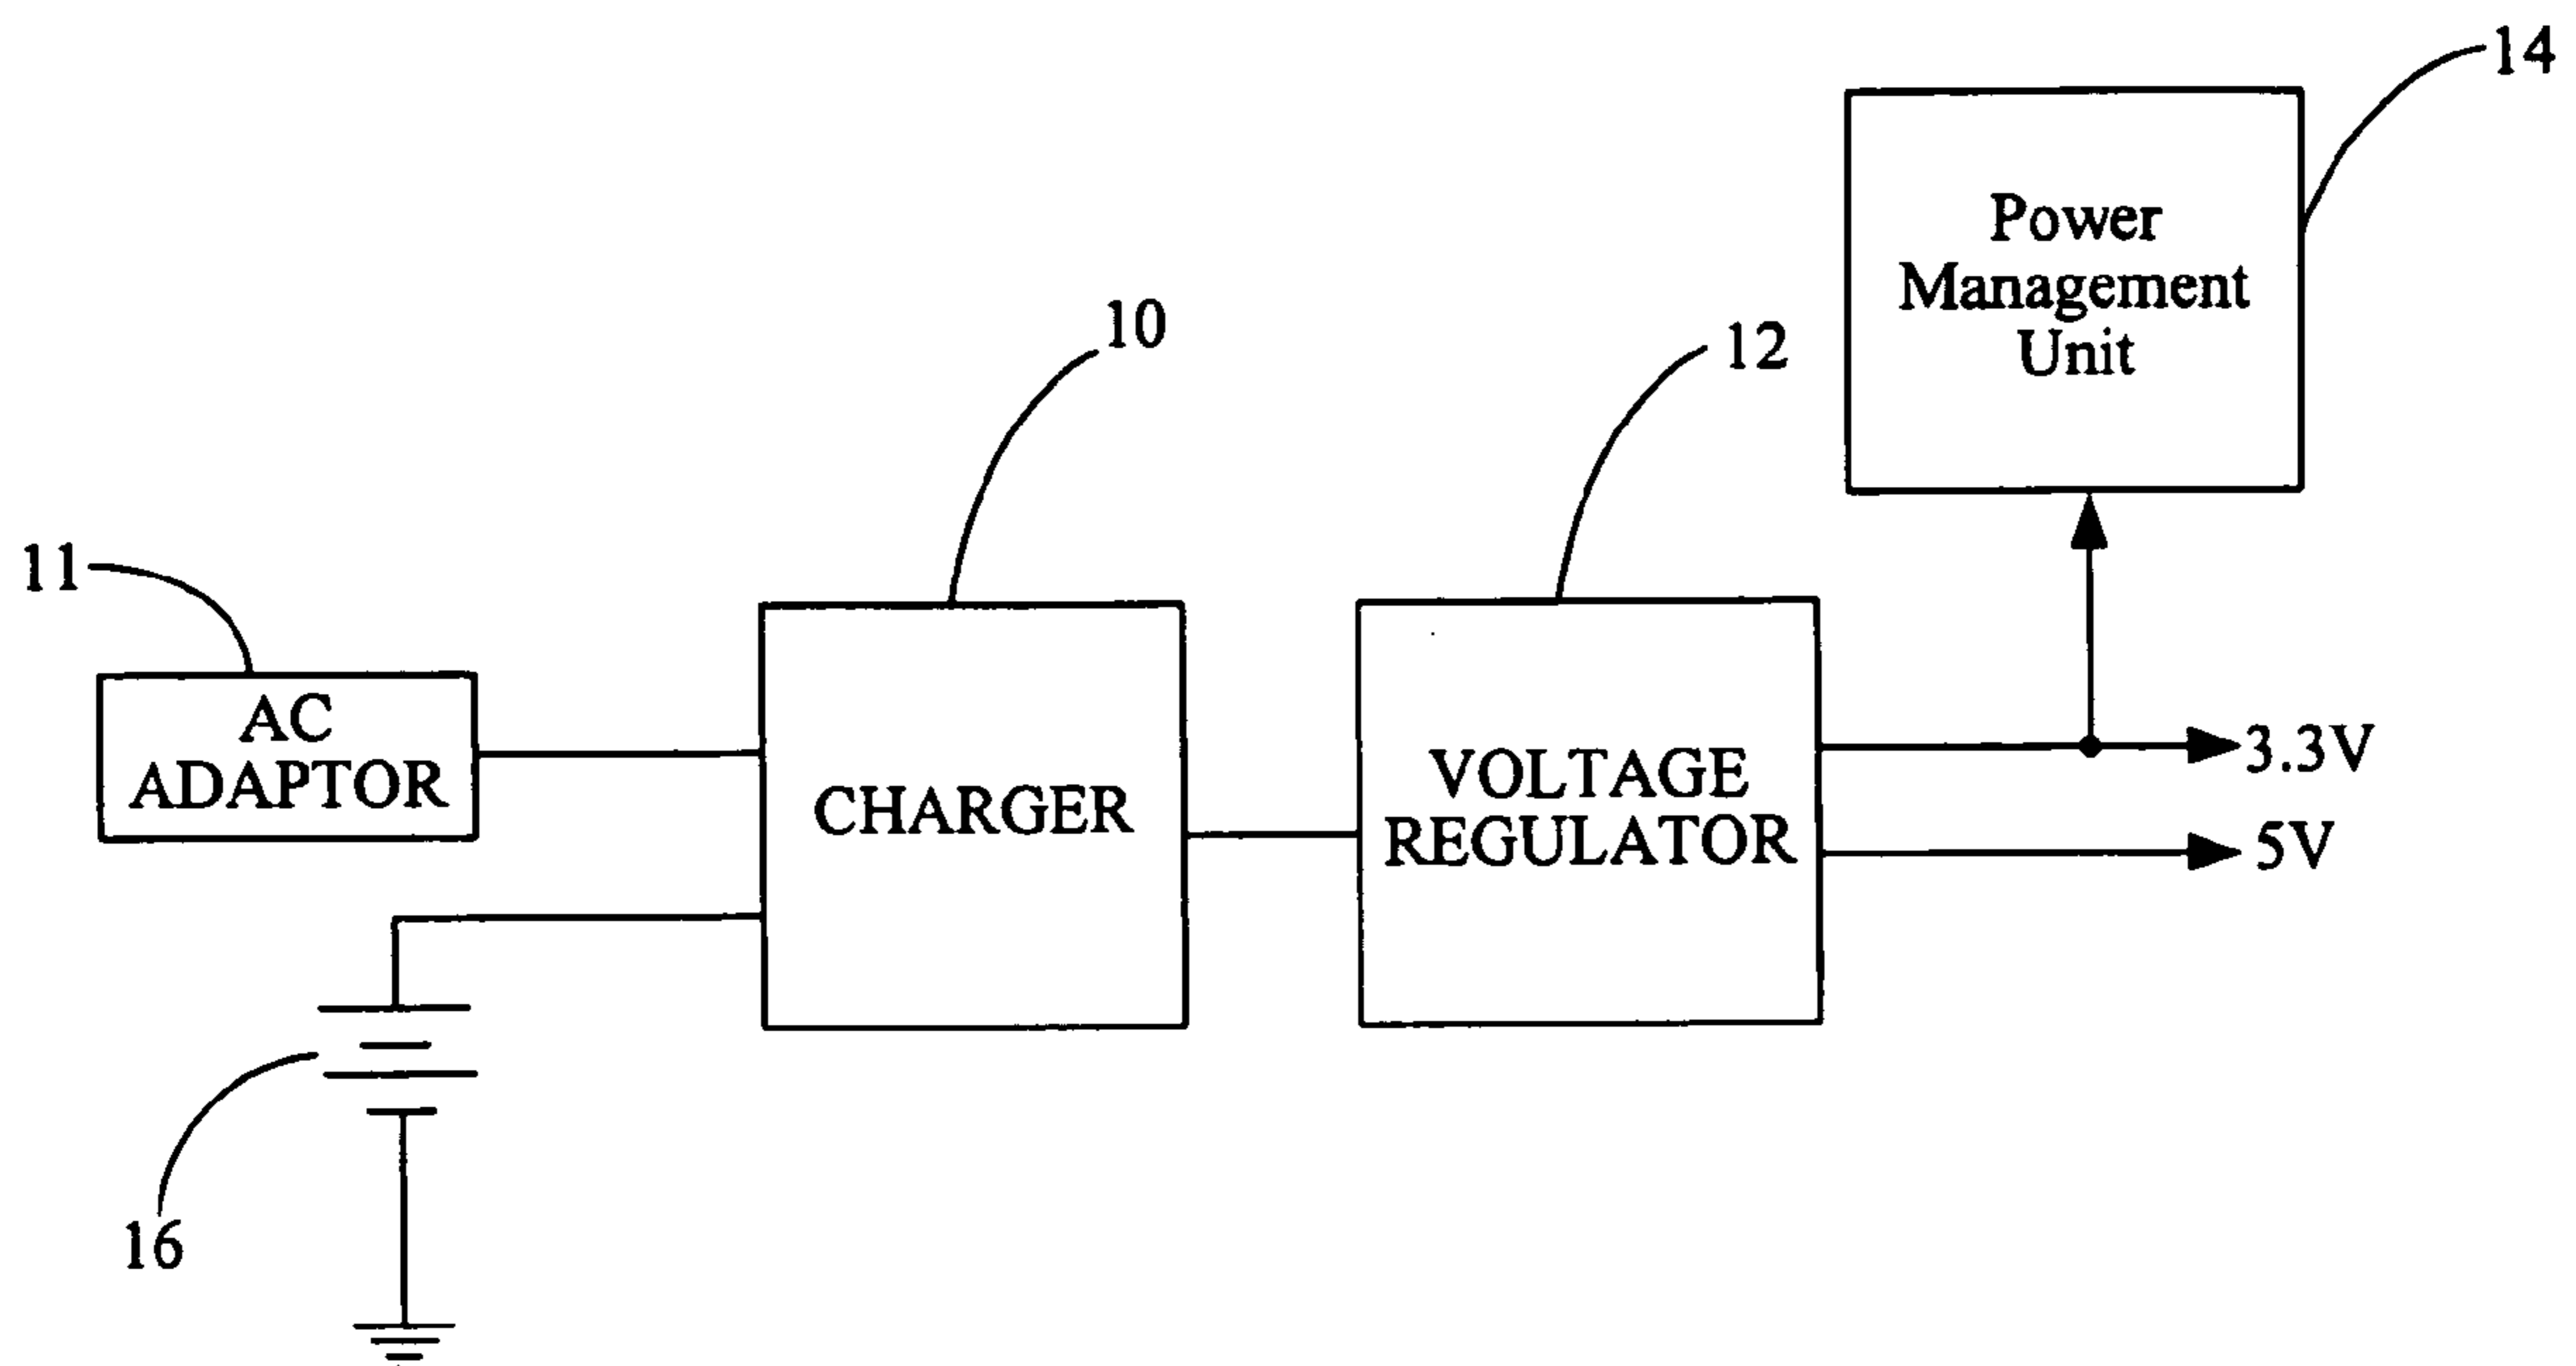 14
Power
Management
Unit
10
12
11
AC
ADAPTOR
CHARGER
VOLTAGE
REGULATOR
3.3V
5V
16